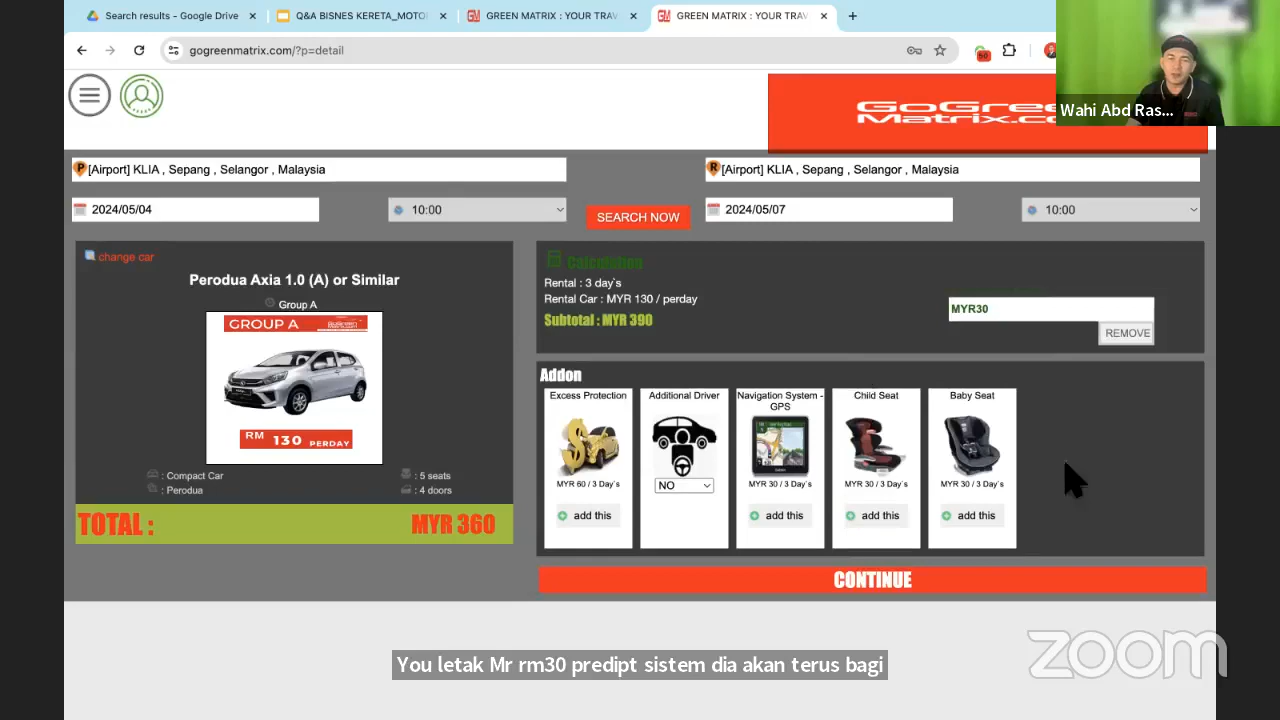 Search results – Google Drive
Q&A BISNES KERETA_MOTO
GREEN MATRIX : YOUR TRAV
GREEN MATRIX : YOUR TRAV
gogreenmatrix.com/?p=detail
50
GoGree
Matrix.co
Wahi Abd Ras...
P
[Airport] KLIA , Sepang , Selangor , Malaysia
R
[Airport] KLIA , Sepang , Selangor , Malaysia
2024/05/04
10:00
SEARCH NOW
2024/05/07
10:00
change car
Perodua Axia 1.0 (A) or Similar
Group A
GROUP A
RM 130 PERDAY
: Compact Car
: 5 seats
: Perodua
: 4 doors
TOTAL :
MYR 360
Calculation
Rental : 3 day`s
Rental Car : MYR 130 / perday
Subtotal : MYR 390
MYR30
REMOVE
Addon
Excess Protection
MYR 60 / 3 Day`s
add this
Additional Driver
NO
Navigation System -
GPS
MYR 30 / 3 Day`s
add this
Child Seat
MYR 30 / 3 Day`s
add this
Baby Seat
MYR 30 / 3 Day`s
add this
CONTINUE
You letak Mr rm30 predipt sistem dia akan terus bagi
zoom